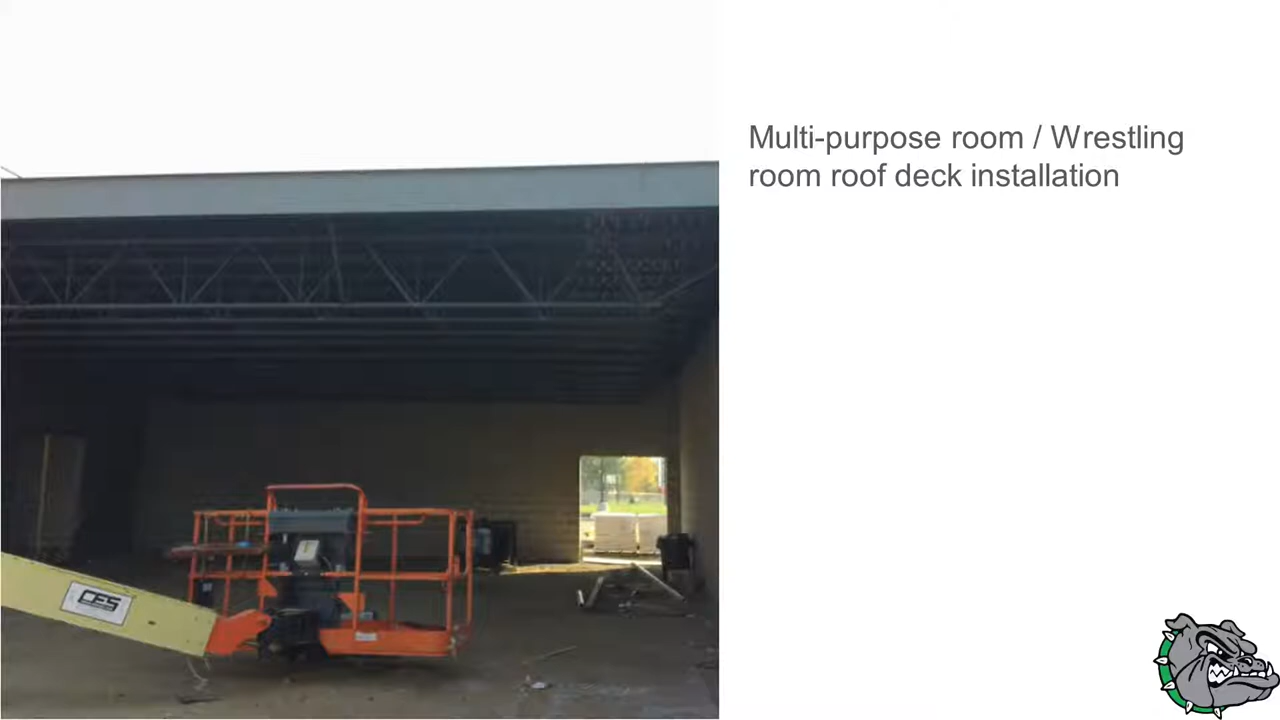 Multi-purpose room / Wrestling
room roof deck installation
CES